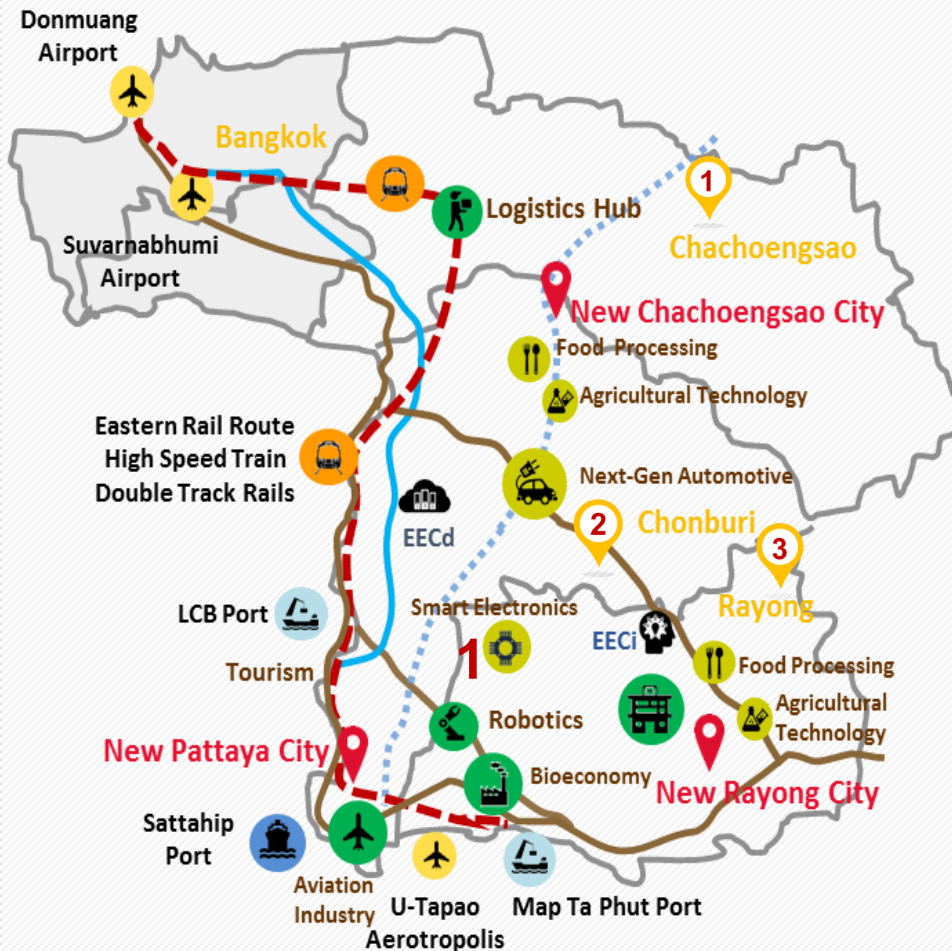 Donmuang
Airport
Bangkok
1
Logistics Hub
Chachoengsao
Suvarnabhumi
Airport
New Chachoengsao City
Food Processing
Agricultural Technology
Eastern Rail Route
High Speed Train
Double Track Rails
Next-Gen Automotive
EECd
2
Chonburi
3
Rayong
LCB Port
Smart Electronics
1
EECi
Tourism
Food Processing
Robotics
Agricultural
Technology
New Pattaya City
Bioeconomy
New Rayong City
Sattahip
Port
Aviation
Industry
U-Tapao
Aerotropolis
Map Ta Phut Port